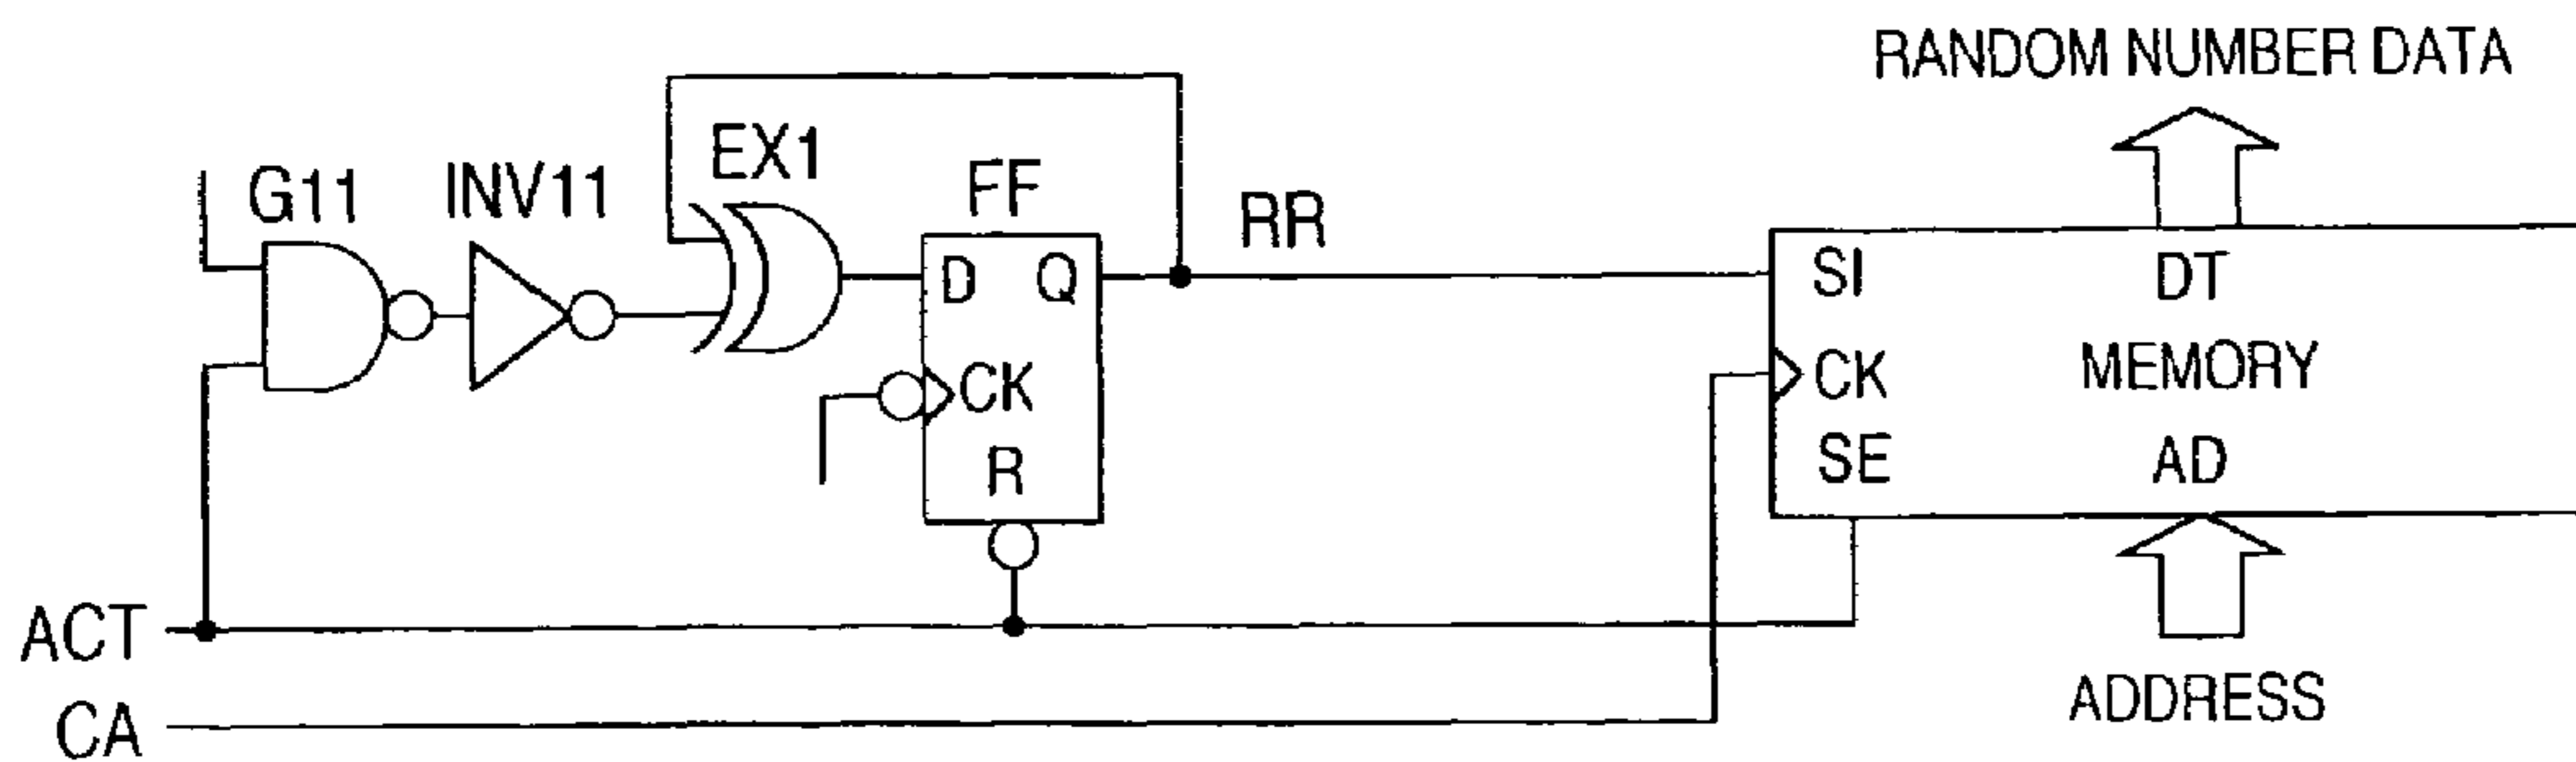 RANDOM NUMBER DATA
G11
INV11
EX1
FF
RR
D
Q
CK
R
SI
DT
CK
MEMORY
SE
AD
ACT
CA
ADDRESS